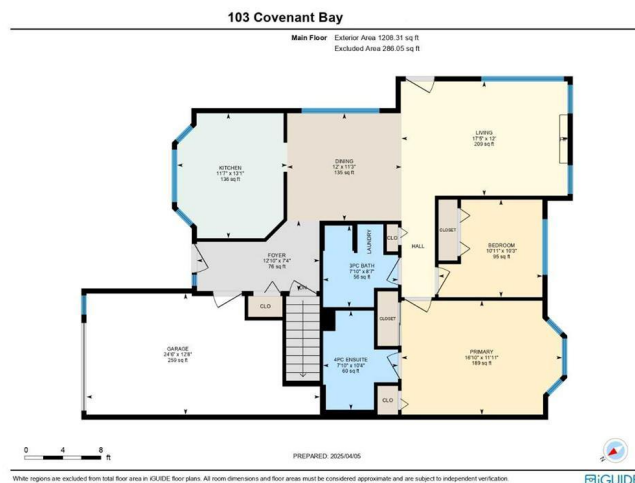 103 Covenant Bay
Main Floor Exterior Area 1208.31 sq ft
Excluded Area 286.05 sq ft
LIVING
17'5" x 12'
209 sq ft
KITCHEN
11'7" x 13'1"
138 sq ft
DINING
12' x 11'3"
135 sq ft
FOYER
12'10" x 7'4"
76 sq ft
LAUNDRY
CLO
HALL
CLOSET
BEDROOM
10'11" x 10'3"
95 sq ft
3PC BATH
7'10" x 8'7"
56 sq ft
CLO
CLOSET
GARAGE
24'6" x 12'8"
259 sq ft
4PC ENSUITE
7'10" x 10'4"
60 sq ft
PRIMARY
16'10" x 11'11"
189 sq ft
CLO
0 4 8
ft
PREPARED: 2025/04/05
N
White regions are excluded from total floor area in iGUIDE floor plans. All room dimensions and floor areas must be considered approximate and are subject to independent verification.
iGUIDE